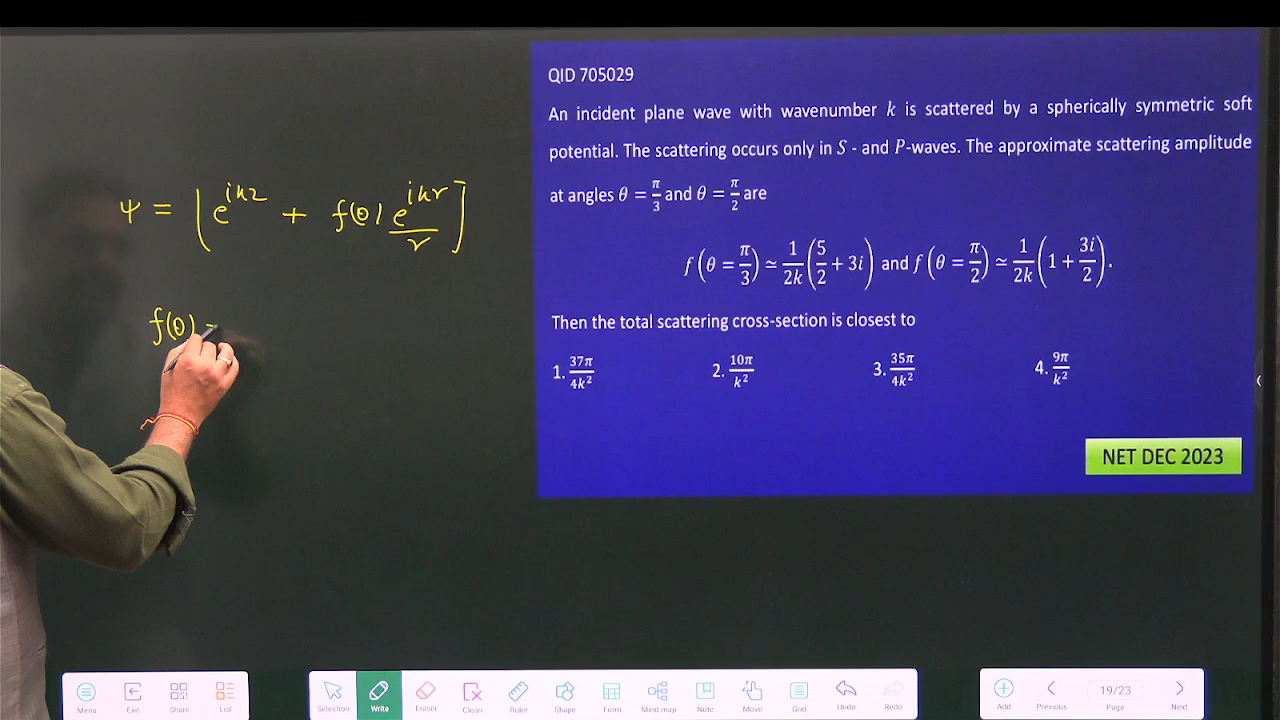 QID 705029
An incident plane wave with wavenumber k is scattered by a spherically symmetric soft
potential. The scattering occurs only in S - and P-waves. The approximate scattering amplitude
at angles θ = π/3 and θ = π/2 are
f(θ = π/3) ≃ 1/2k (5/2 + 3i) and f(θ = π/2) ≃ 1/2k (1 + 3i/2).
Then the total scattering cross-section is closest to
1. 37π/4k² 2. 10π/k² 3. 35π/4k² 4. 9π/k²
NET DEC 2023
ψ = [e^{ikz} + f(θ) e^{ikr}/r]
f(θ) =
Menu Exit Share List Selection Write Eraser Clean Ruler Shape Form Mind map Note Move Grid Undo Redo Add Previous 19/23 Page Next